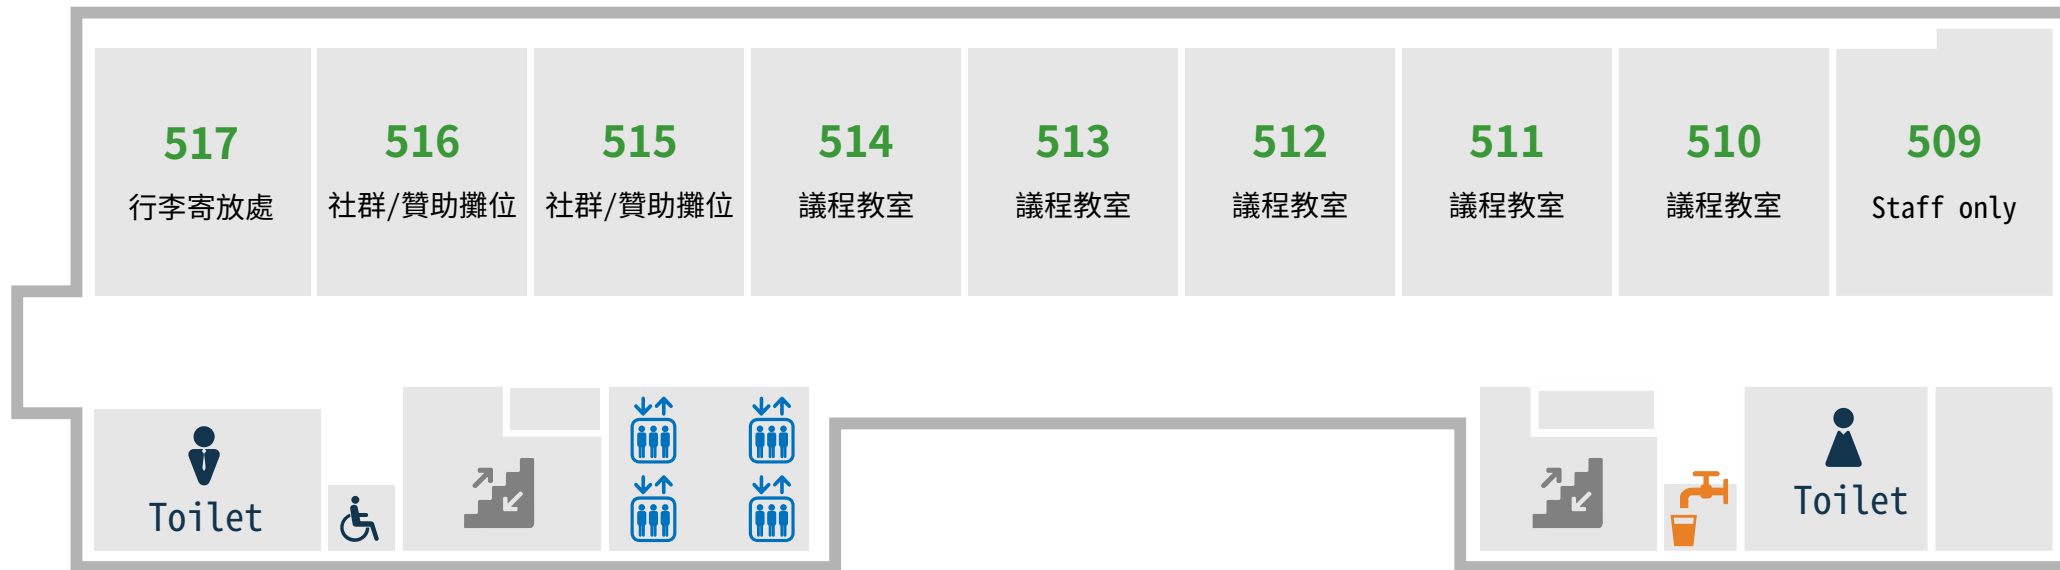 517
行李寄放處
516
社群/贊助攤位
515
社群/贊助攤位
514
議程教室
513
議程教室
512
議程教室
511
議程教室
510
議程教室
509
Staff only
Toilet
Toilet